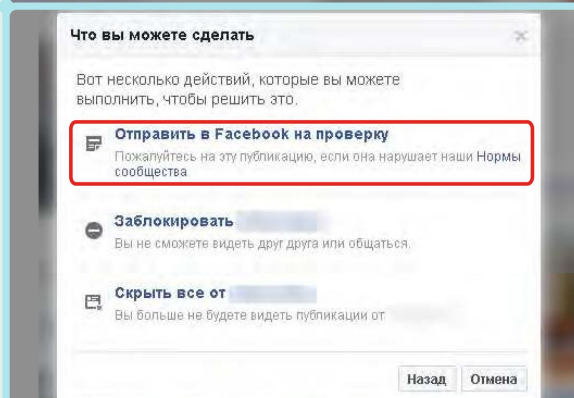 Что вы можете сделать
Вот несколько действий, которые вы можете
выполнить, чтобы решить это.
Отправить в Facebook на проверку
Пожалуйтесь на эту публикацию, если она нарушает наши Нормы
сообщества
Заблокировать
Вы не сможете видеть друг друга или общаться.
Скрыть все от
Вы больше не будете видеть публикации от
Назад Отмена